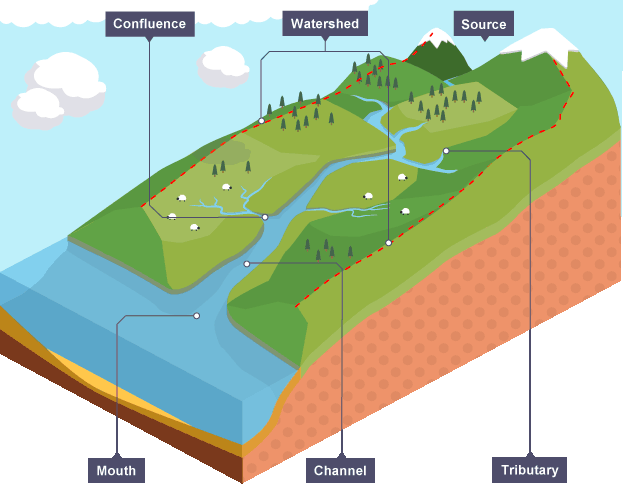 Confluence
Watershed
Source
Mouth
Channel
Tributary